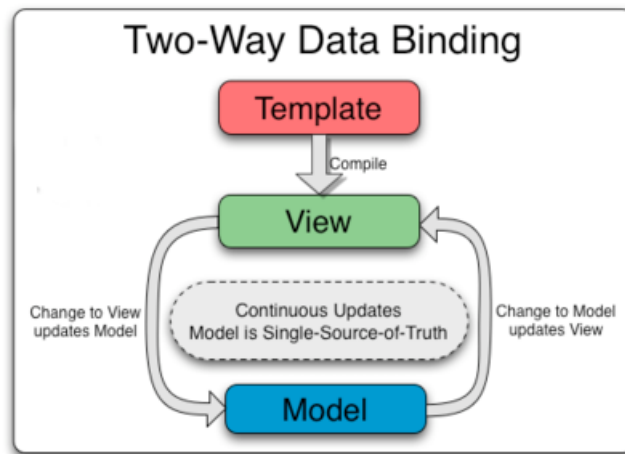 Two-Way Data Binding
Template
Compile
View
Change to View
updates Model
Continuous Updates
Model is Single-Source-of-Truth
Change to Model
updates View
Model